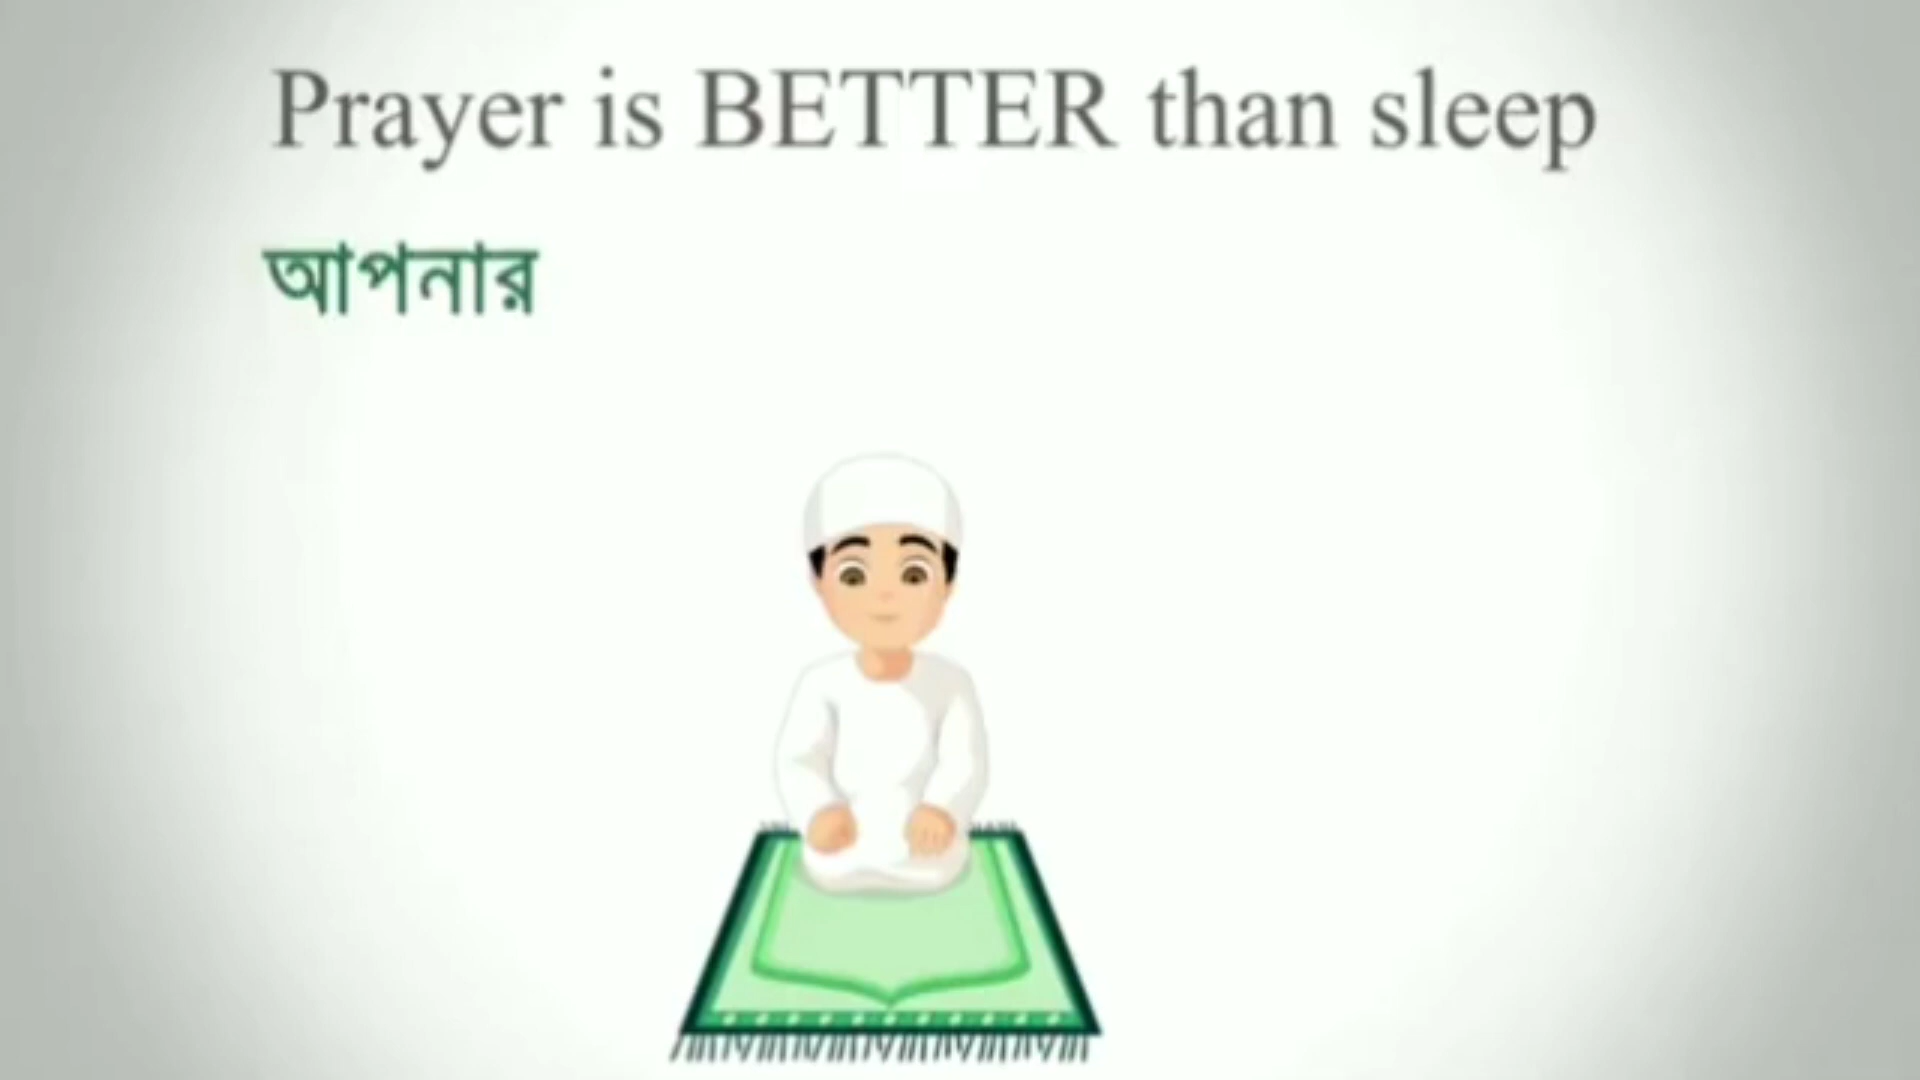 Prayer is BETTER than sleep
আপনার